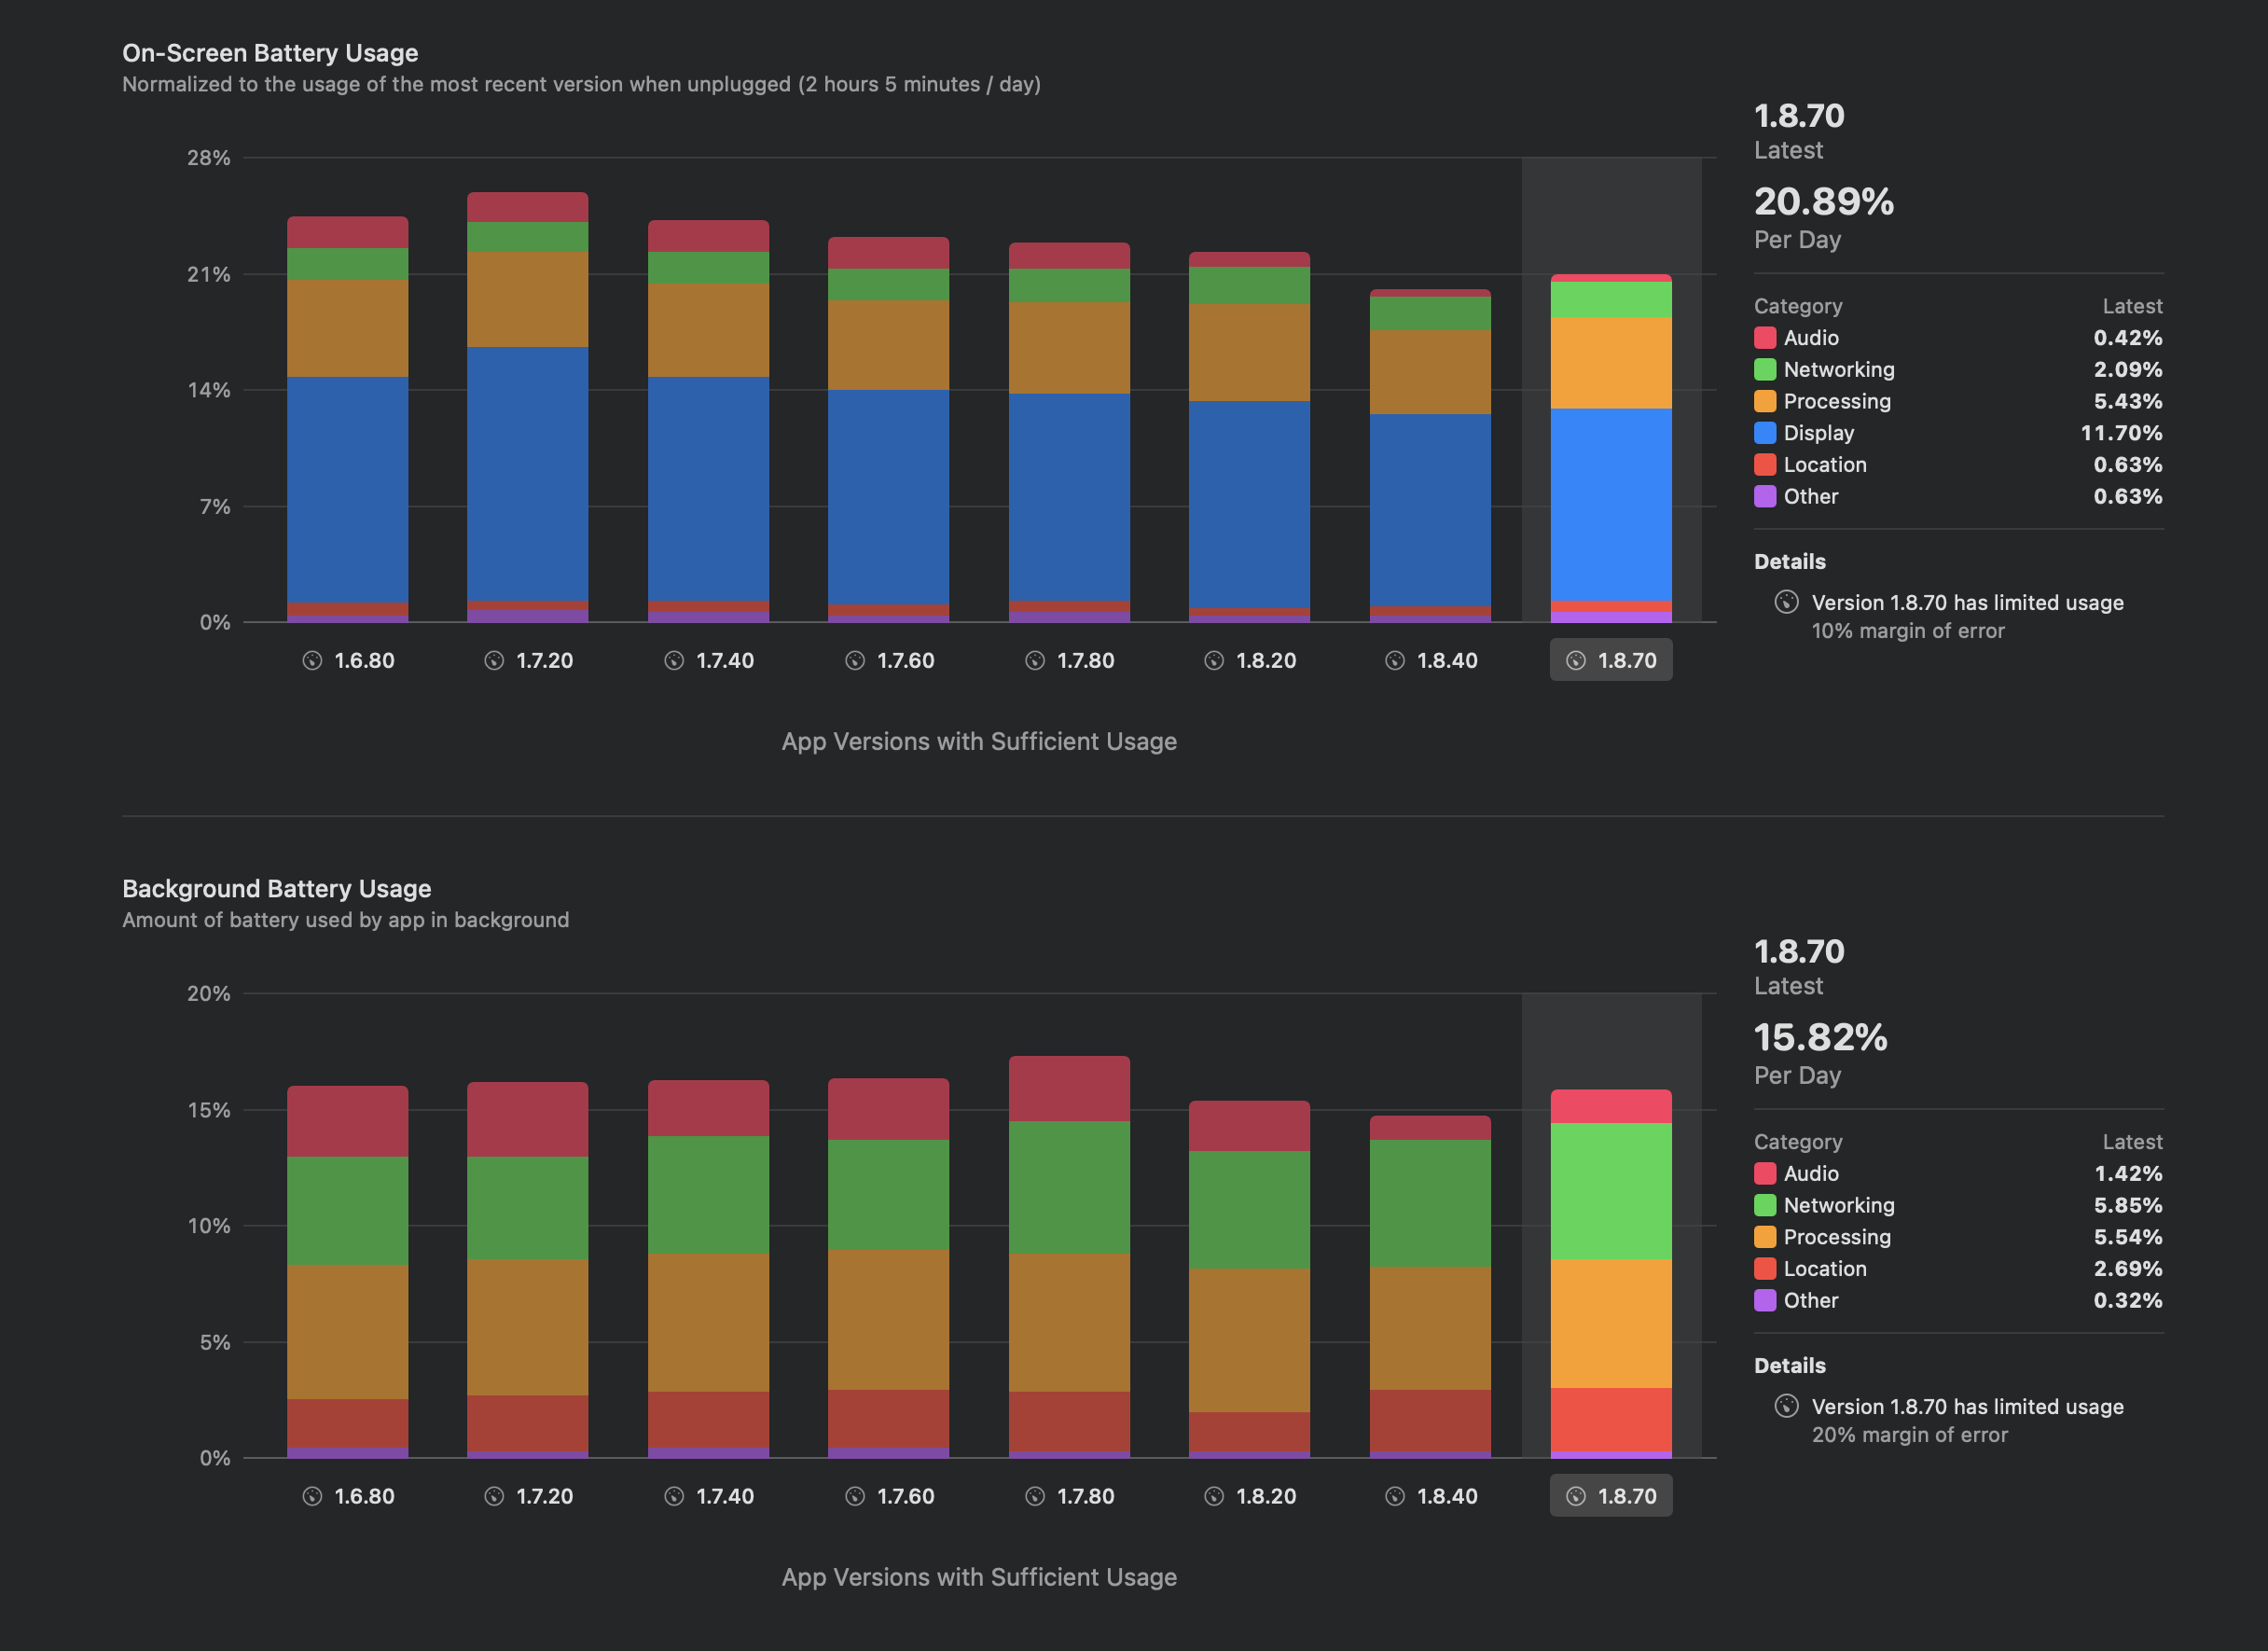 On-Screen Battery Usage
Normalized to the usage of the most recent version when unplugged (2 hours 5 minutes / day)
28%
21%
14%
7%
0%
1.6.80
1.7.20
1.7.40
1.7.60
1.7.80
1.8.20
1.8.40
1.8.70
App Versions with Sufficient Usage
1.8.70
Latest
20.89%
Per Day
Category Latest
Audio 0.42%
Networking 2.09%
Processing 5.43%
Display 11.70%
Location 0.63%
Other 0.63%
Details
Version 1.8.70 has limited usage
10% margin of error
Background Battery Usage
Amount of battery used by app in background
20%
15%
10%
5%
0%
1.6.80
1.7.20
1.7.40
1.7.60
1.7.80
1.8.20
1.8.40
1.8.70
App Versions with Sufficient Usage
1.8.70
Latest
15.82%
Per Day
Category Latest
Audio 1.42%
Networking 5.85%
Processing 5.54%
Location 2.69%
Other 0.32%
Details
Version 1.8.70 has limited usage
20% margin of error